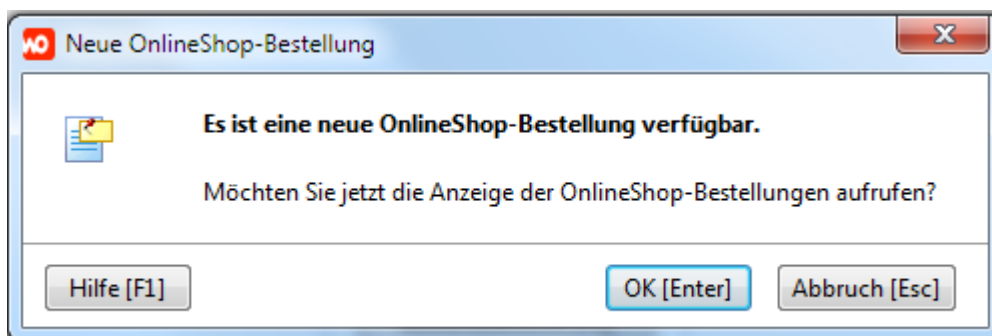 WO Neue OnlineShop-Bestellung
Es ist eine neue OnlineShop-Bestellung verfügbar.
Möchten Sie jetzt die Anzeige der OnlineShop-Bestellungen aufrufen?
Hilfe [F1] OK [Enter] Abbruch [Esc]